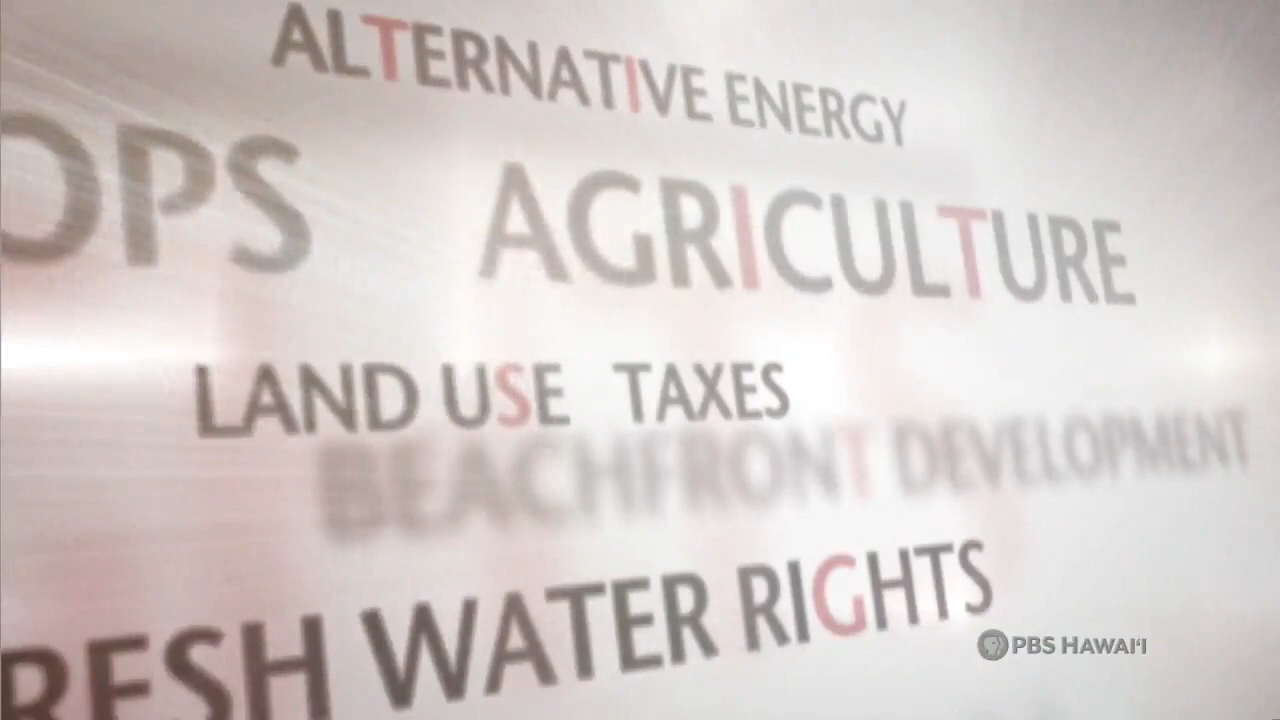 ALTERNATIVE ENERGY
OPS AGRICULTURE
LAND USE TAXES
BEACHFRONT DEVELOPMENT
RESH WATER RIGHTS
PBS HAWAIʻI